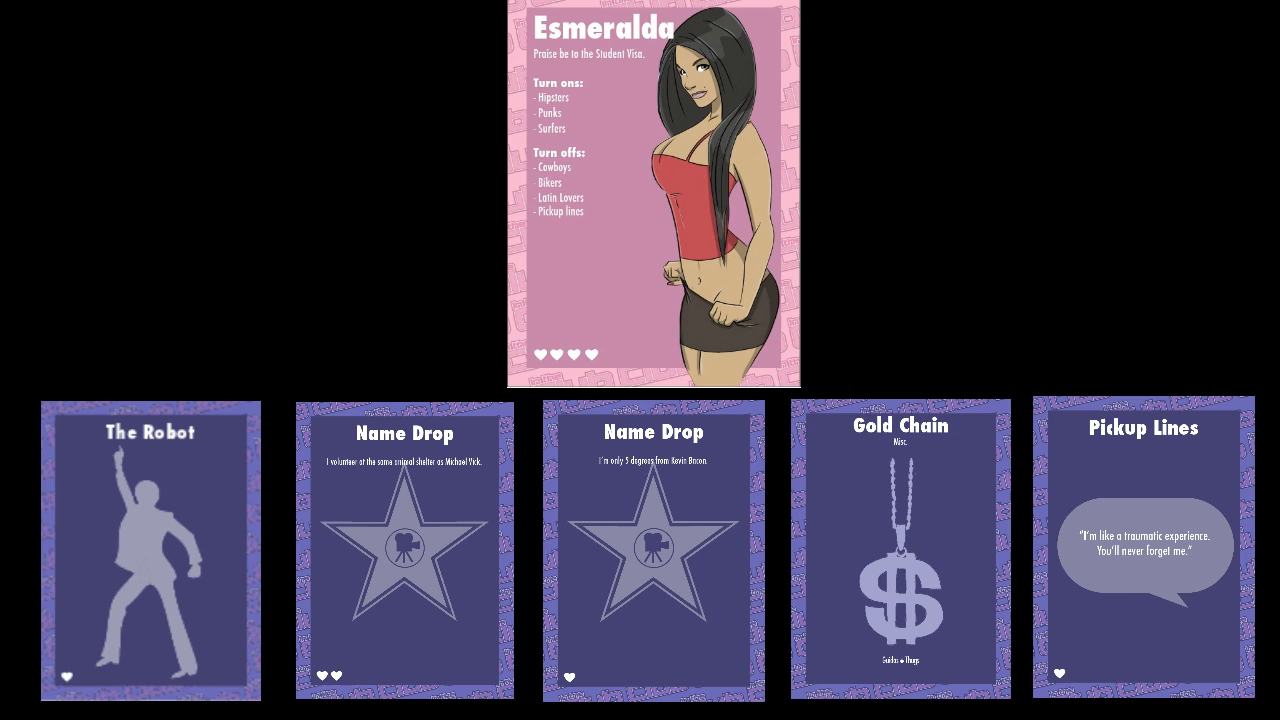 Esmeralda
Praise be to the Student Visa.
Turn ons:
- Hipsters
- Punks
- Surfers
Turn offs:
- Cowboys
- Bikers
- Latin Lovers
- Pickup lines
The Robot
Name Drop
I volunteer at the same animal shelter as Michael Vick.
Name Drop
I'm only 5 degrees from Kevin Bacon.
Gold Chain
Misc.
Guidos ● Thugs
Pickup Lines
"I'm like a traumatic experience.
You'll never forget me."